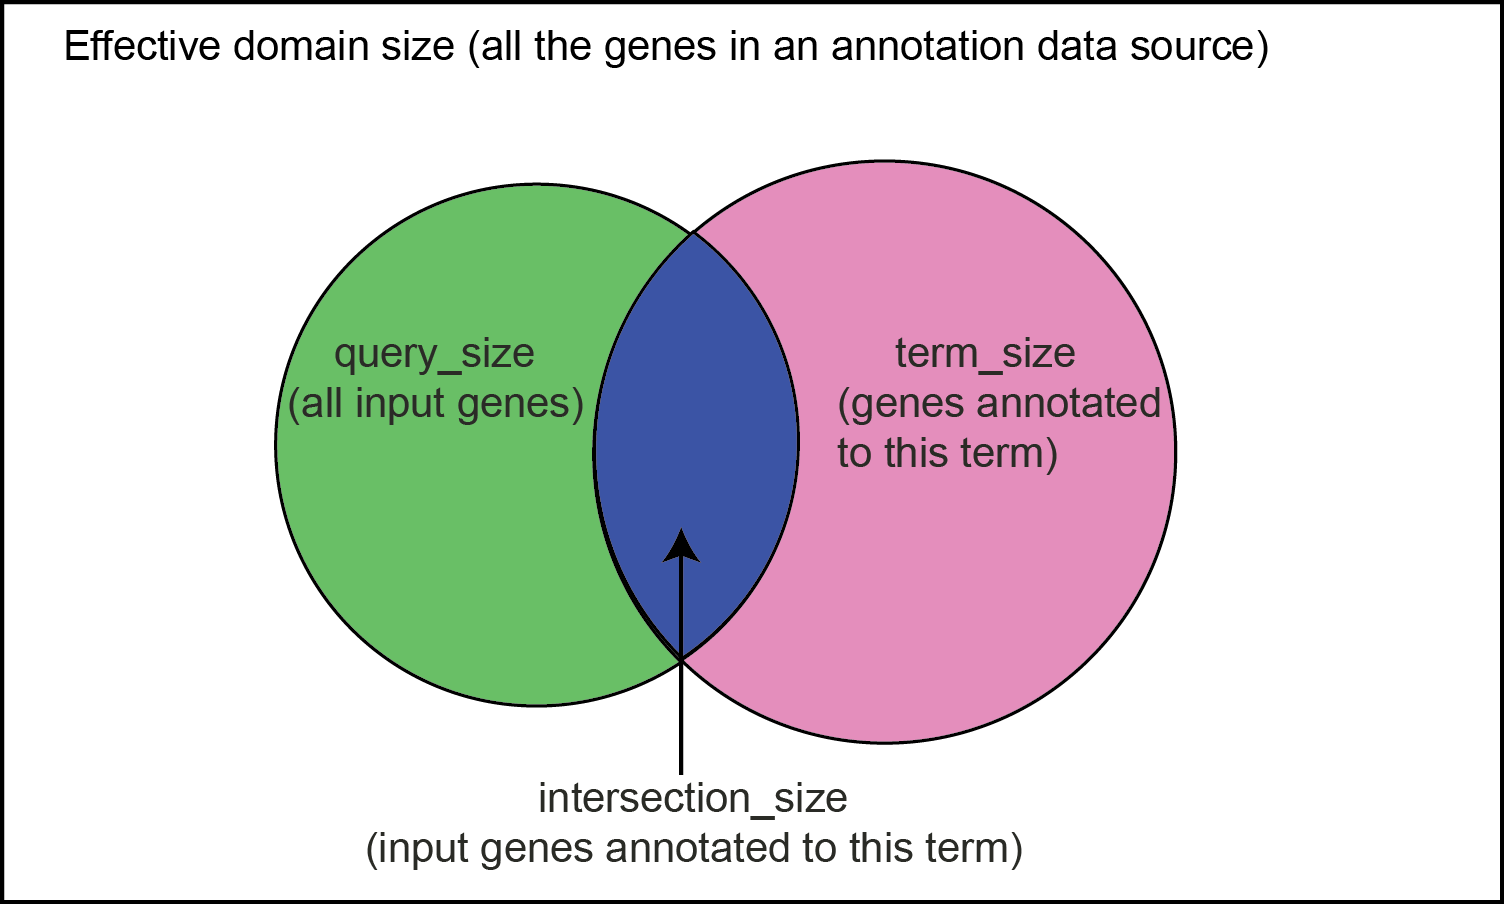 Effective domain size (all the genes in an annotation data source)
query_size
(all input genes)
term_size
(genes annotated
to this term)
intersection_size
(input genes annotated to this term)